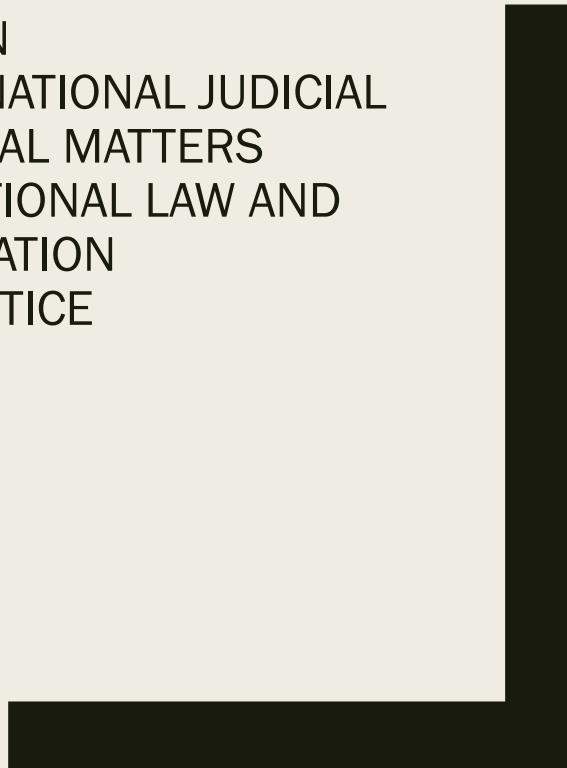 N
NATIONAL JUDICIAL
AL MATTERS
TIONAL LAW AND
ATION
TICE